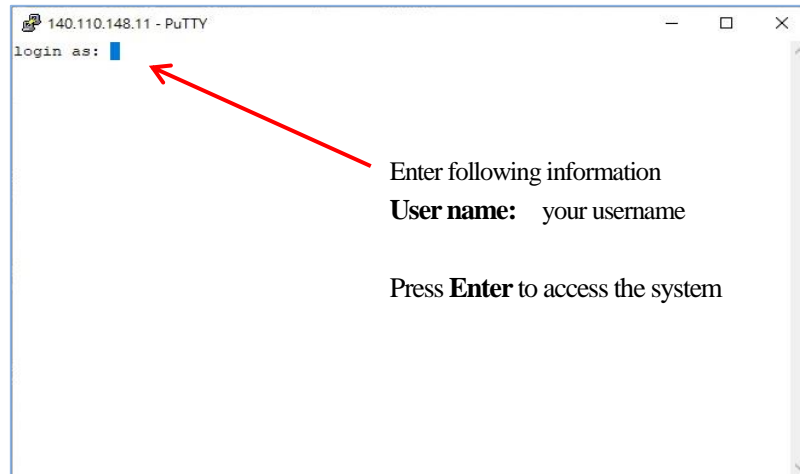 140.110.148.11 - PuTTY
login as:
Enter following information
User name: your username
Press Enter to access the system